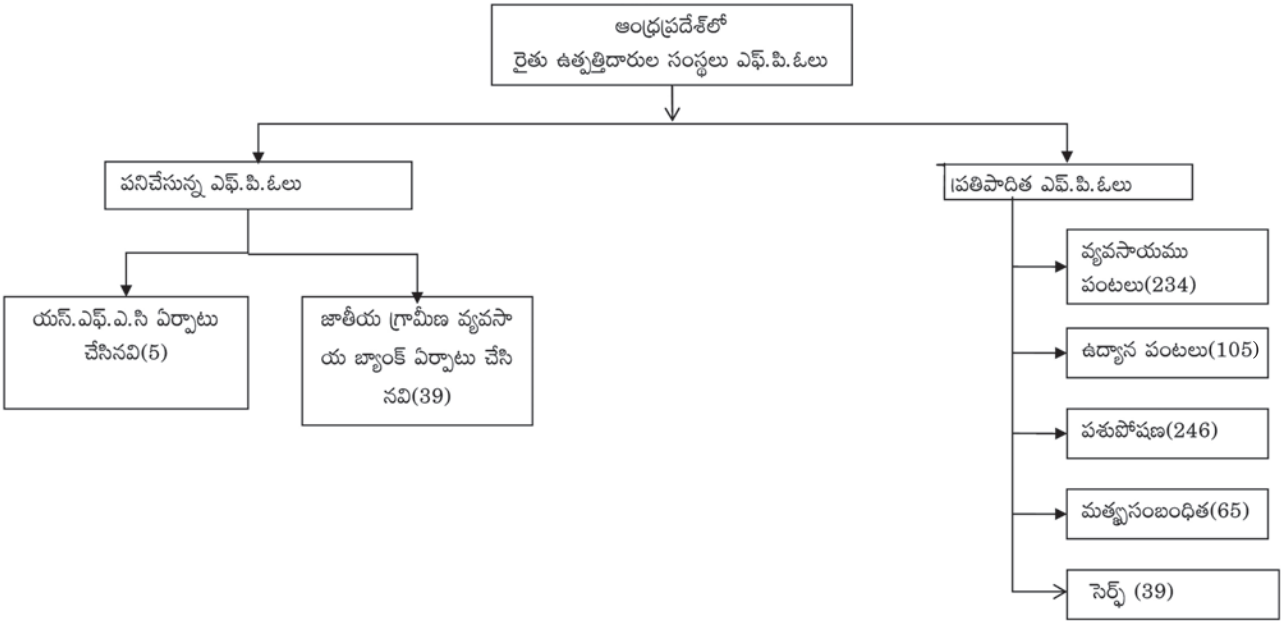 ఆంధ్రప్రదేశ్‌లో
రైతు ఉత్పత్తిదారుల సంస్థలు ఎఫ్.పి.ఓలు
పనిచేసున్న ఎఫ్.పి.ఓలు
ప్రతిపాదిత ఎఫ్.పి.ఓలు
యస్.ఎఫ్.ఎ.సి ఏర్పాటు
చేసినవి(5)
జాతీయ గ్రామీణ వ్యవసా
య బ్యాంక్ ఏర్పాటు చేసి
నవి(39)
వ్యవసాయము
పంటలు(234)
ఉద్యాన పంటలు(105)
పశుపోషణ(246)
మత్స్యసంబంధిత(65)
సెర్ఫ్ (39)